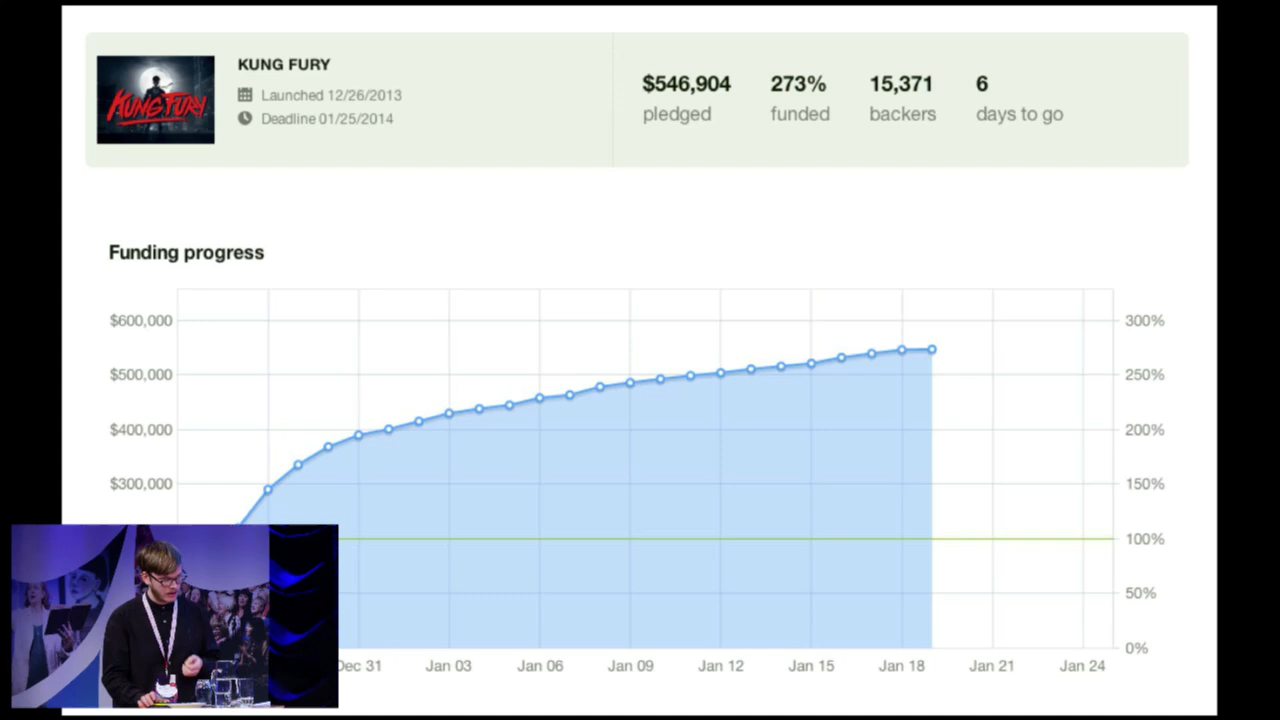 KUNG FURY
KUNG FURY
Launched 12/26/2013
Deadline 01/25/2014
$546,904
pledged
273%
funded
15,371
backers
6
days to go
Funding progress
$600,000
$500,000
$400,000
$300,000
300%
250%
200%
150%
100%
50%
0%
Dec 31
Jan 03
Jan 06
Jan 09
Jan 12
Jan 15
Jan 18
Jan 21
Jan 24